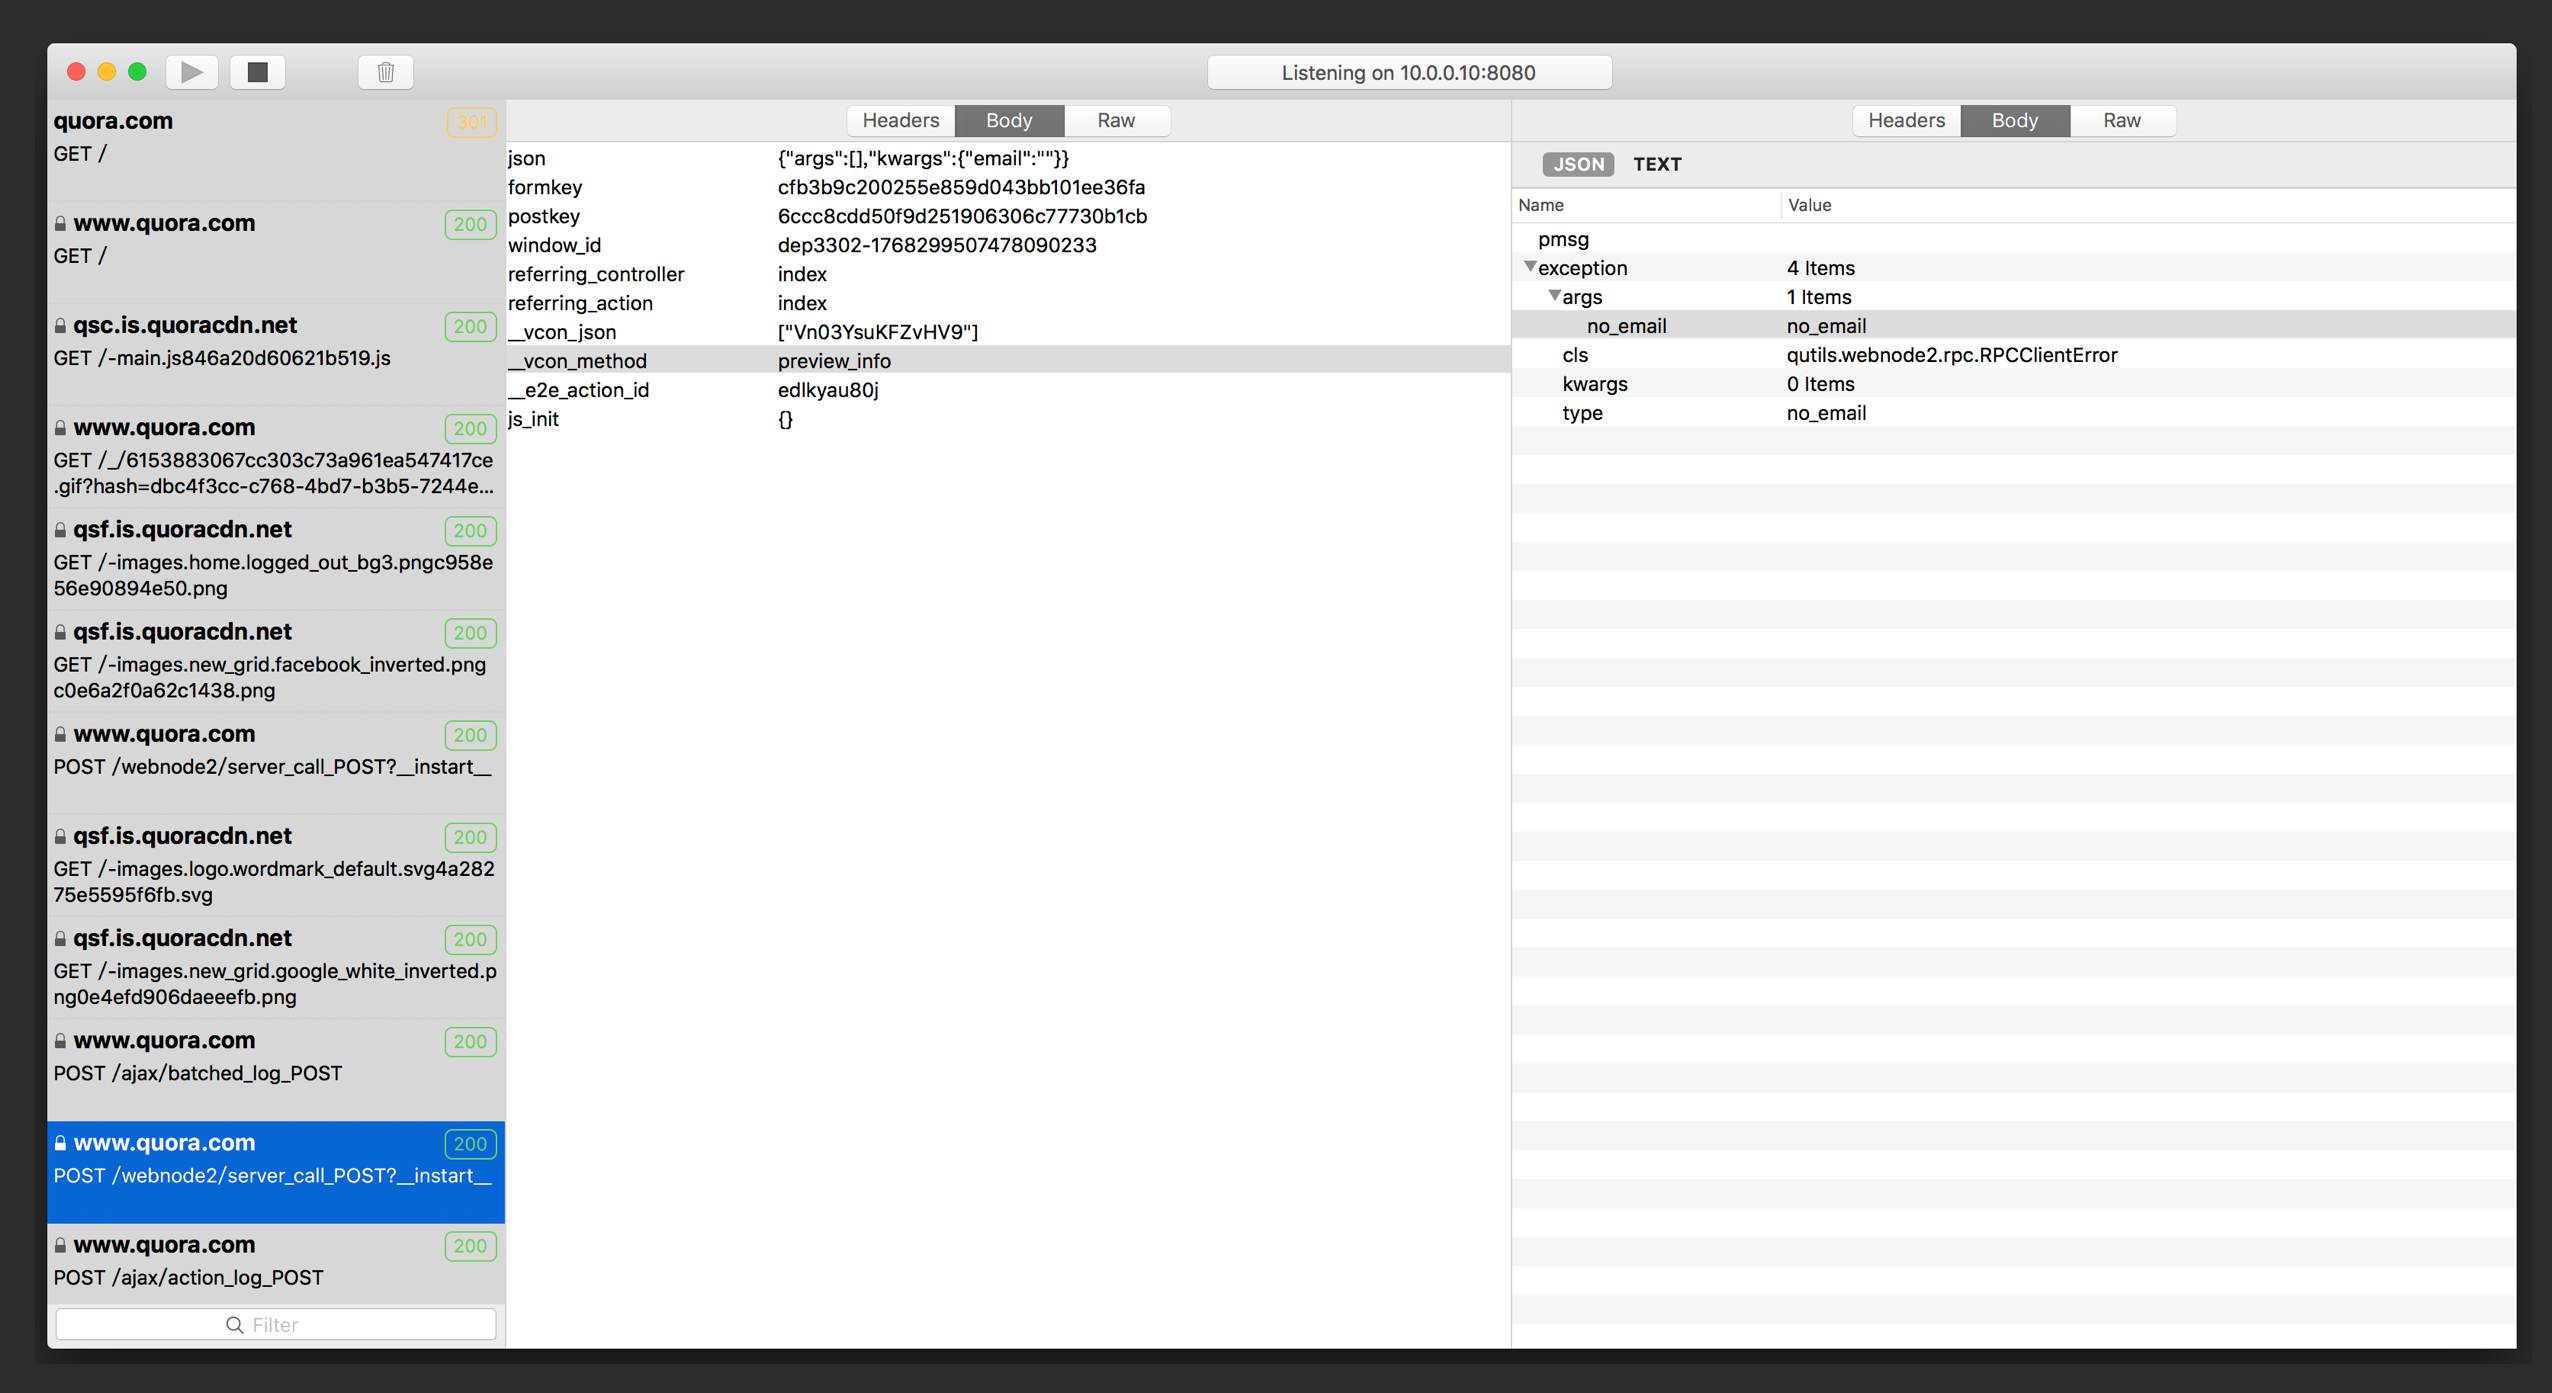 Listening on 10.0.0.10:8080
quora.com 301
GET /
www.quora.com 200
GET /
qsc.is.quoracdn.net 200
GET /-main.js846a20d60621b519.js
www.quora.com 200
GET /_/6153883067cc303c73a961ea547417ce
.gif?hash=dbc4f3cc-c768-4bd7-b3b5-7244e...
qsf.is.quoracdn.net 200
GET /-images.home.logged_out_bg3.pngc958e
56e90894e50.png
qsf.is.quoracdn.net 200
GET /-images.new_grid.facebook_inverted.png
c0e6a2f0a62c1438.png
www.quora.com 200
POST /webnode2/server_call_POST?__instart__
qsf.is.quoracdn.net 200
GET /-images.logo.wordmark_default.svg4a282
75e5595f6fb.svg
qsf.is.quoracdn.net 200
GET /-images.new_grid.google_white_inverted.p
ng0e4efd906daeeefb.png
www.quora.com 200
POST /ajax/batched_log_POST
www.quora.com 200
POST /webnode2/server_call_POST?__instart__
www.quora.com 200
POST /ajax/action_log_POST
Filter
Headers Body Raw
json {"args":[],"kwargs":{"email":""}}
formkey cfb3b9c200255e859d043bb101ee36fa
postkey 6ccc8cdd50f9d251906306c77730b1cb
window_id dep3302-1768299507478090233
referring_controller index
referring_action index
__vcon_json ["Vn03YsuKFZvHV9"]
__vcon_method preview_info
__e2e_action_id edlkyau80j
js_init {}
Headers Body Raw
JSON TEXT
Name Value
pmsg
exception 4 Items
args 1 Items
no_email no_email
cls qutils.webnode2.rpc.RPCClientError
kwargs 0 Items
type no_email